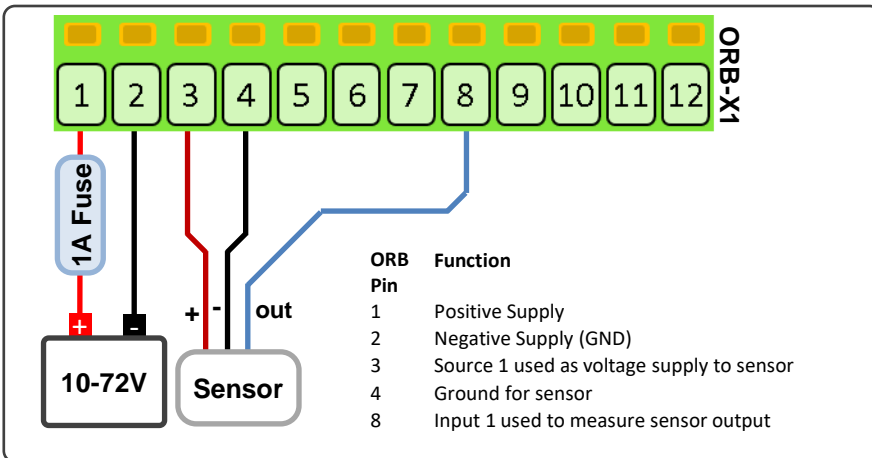 1 2 3 4 5 6 7 8 9 10 11 12
ORB-X1
1A Fuse
+ -
10-72V
+ - out
Sensor
ORB Pin Function
1 Positive Supply
2 Negative Supply (GND)
3 Source 1 used as voltage supply to sensor
4 Ground for sensor
8 Input 1 used to measure sensor output